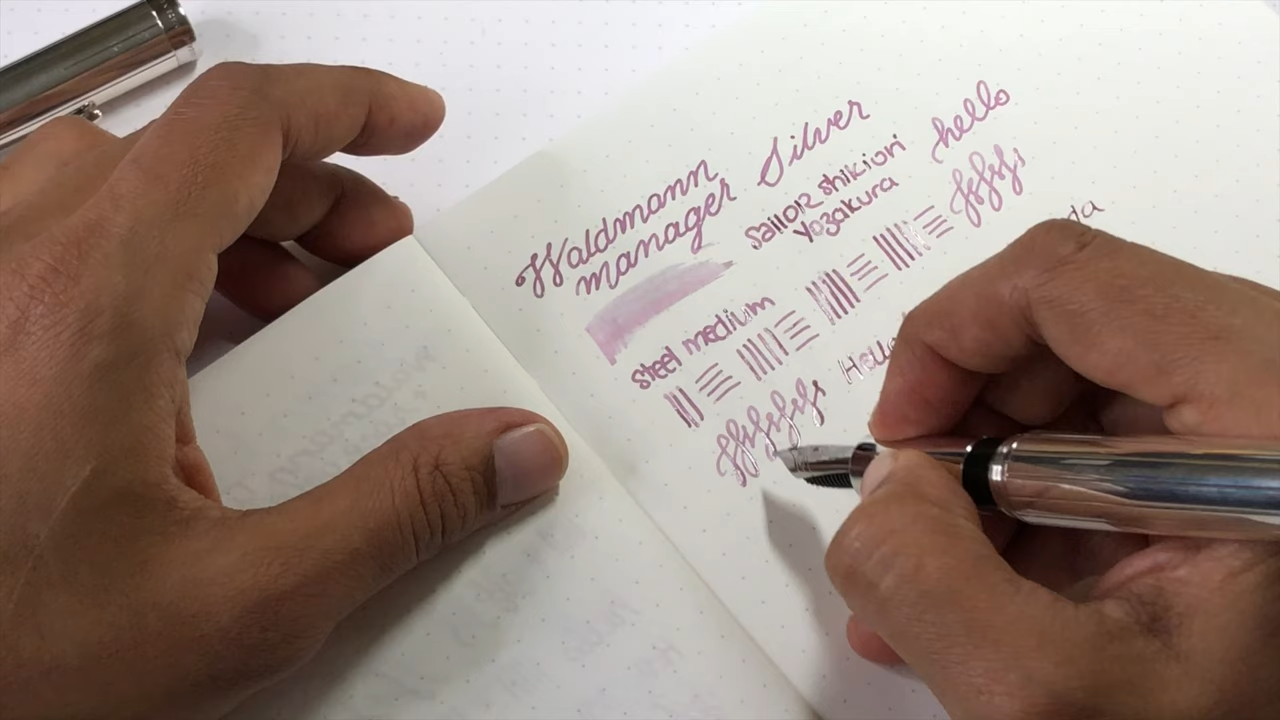 Waldmann
manager Silver
Sailor shikiori
Yozakura
hello
steel medium